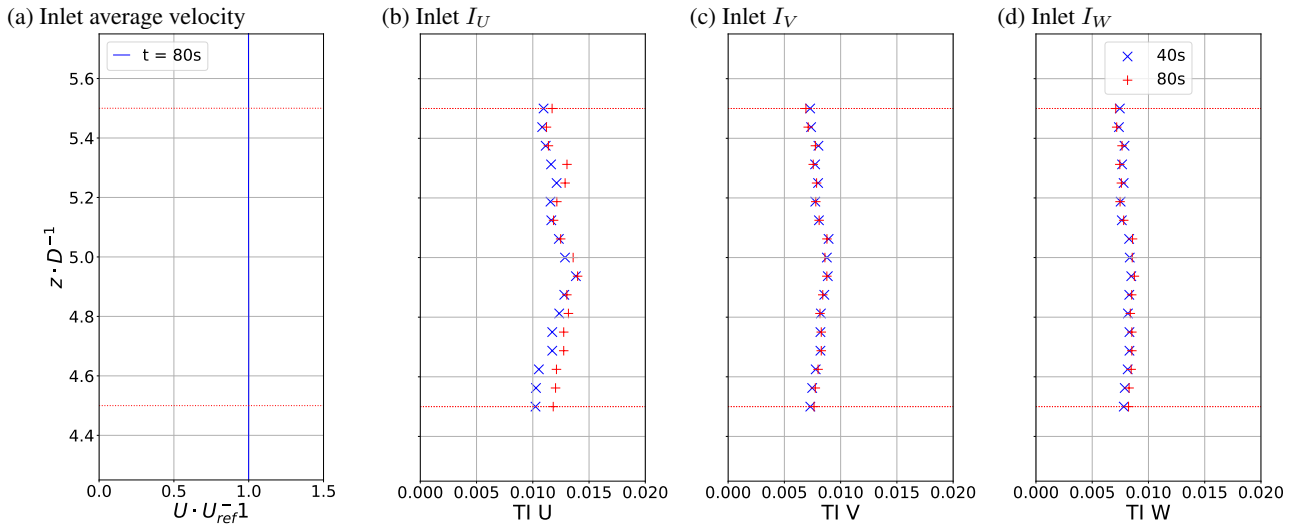 (a) Inlet average velocity
t = 80s
5.6
5.4
5.2
5.0
4.8
4.6
4.4
z · D⁻¹
0.0 0.5 1.0 1.5
U · U_ref⁻1
(b) Inlet I_U
0.000 0.005 0.010 0.015 0.020
TI U
(c) Inlet I_V
0.000 0.005 0.010 0.015 0.020
TI V
(d) Inlet I_W
40s
80s
0.000 0.005 0.010 0.015 0.020
TI W